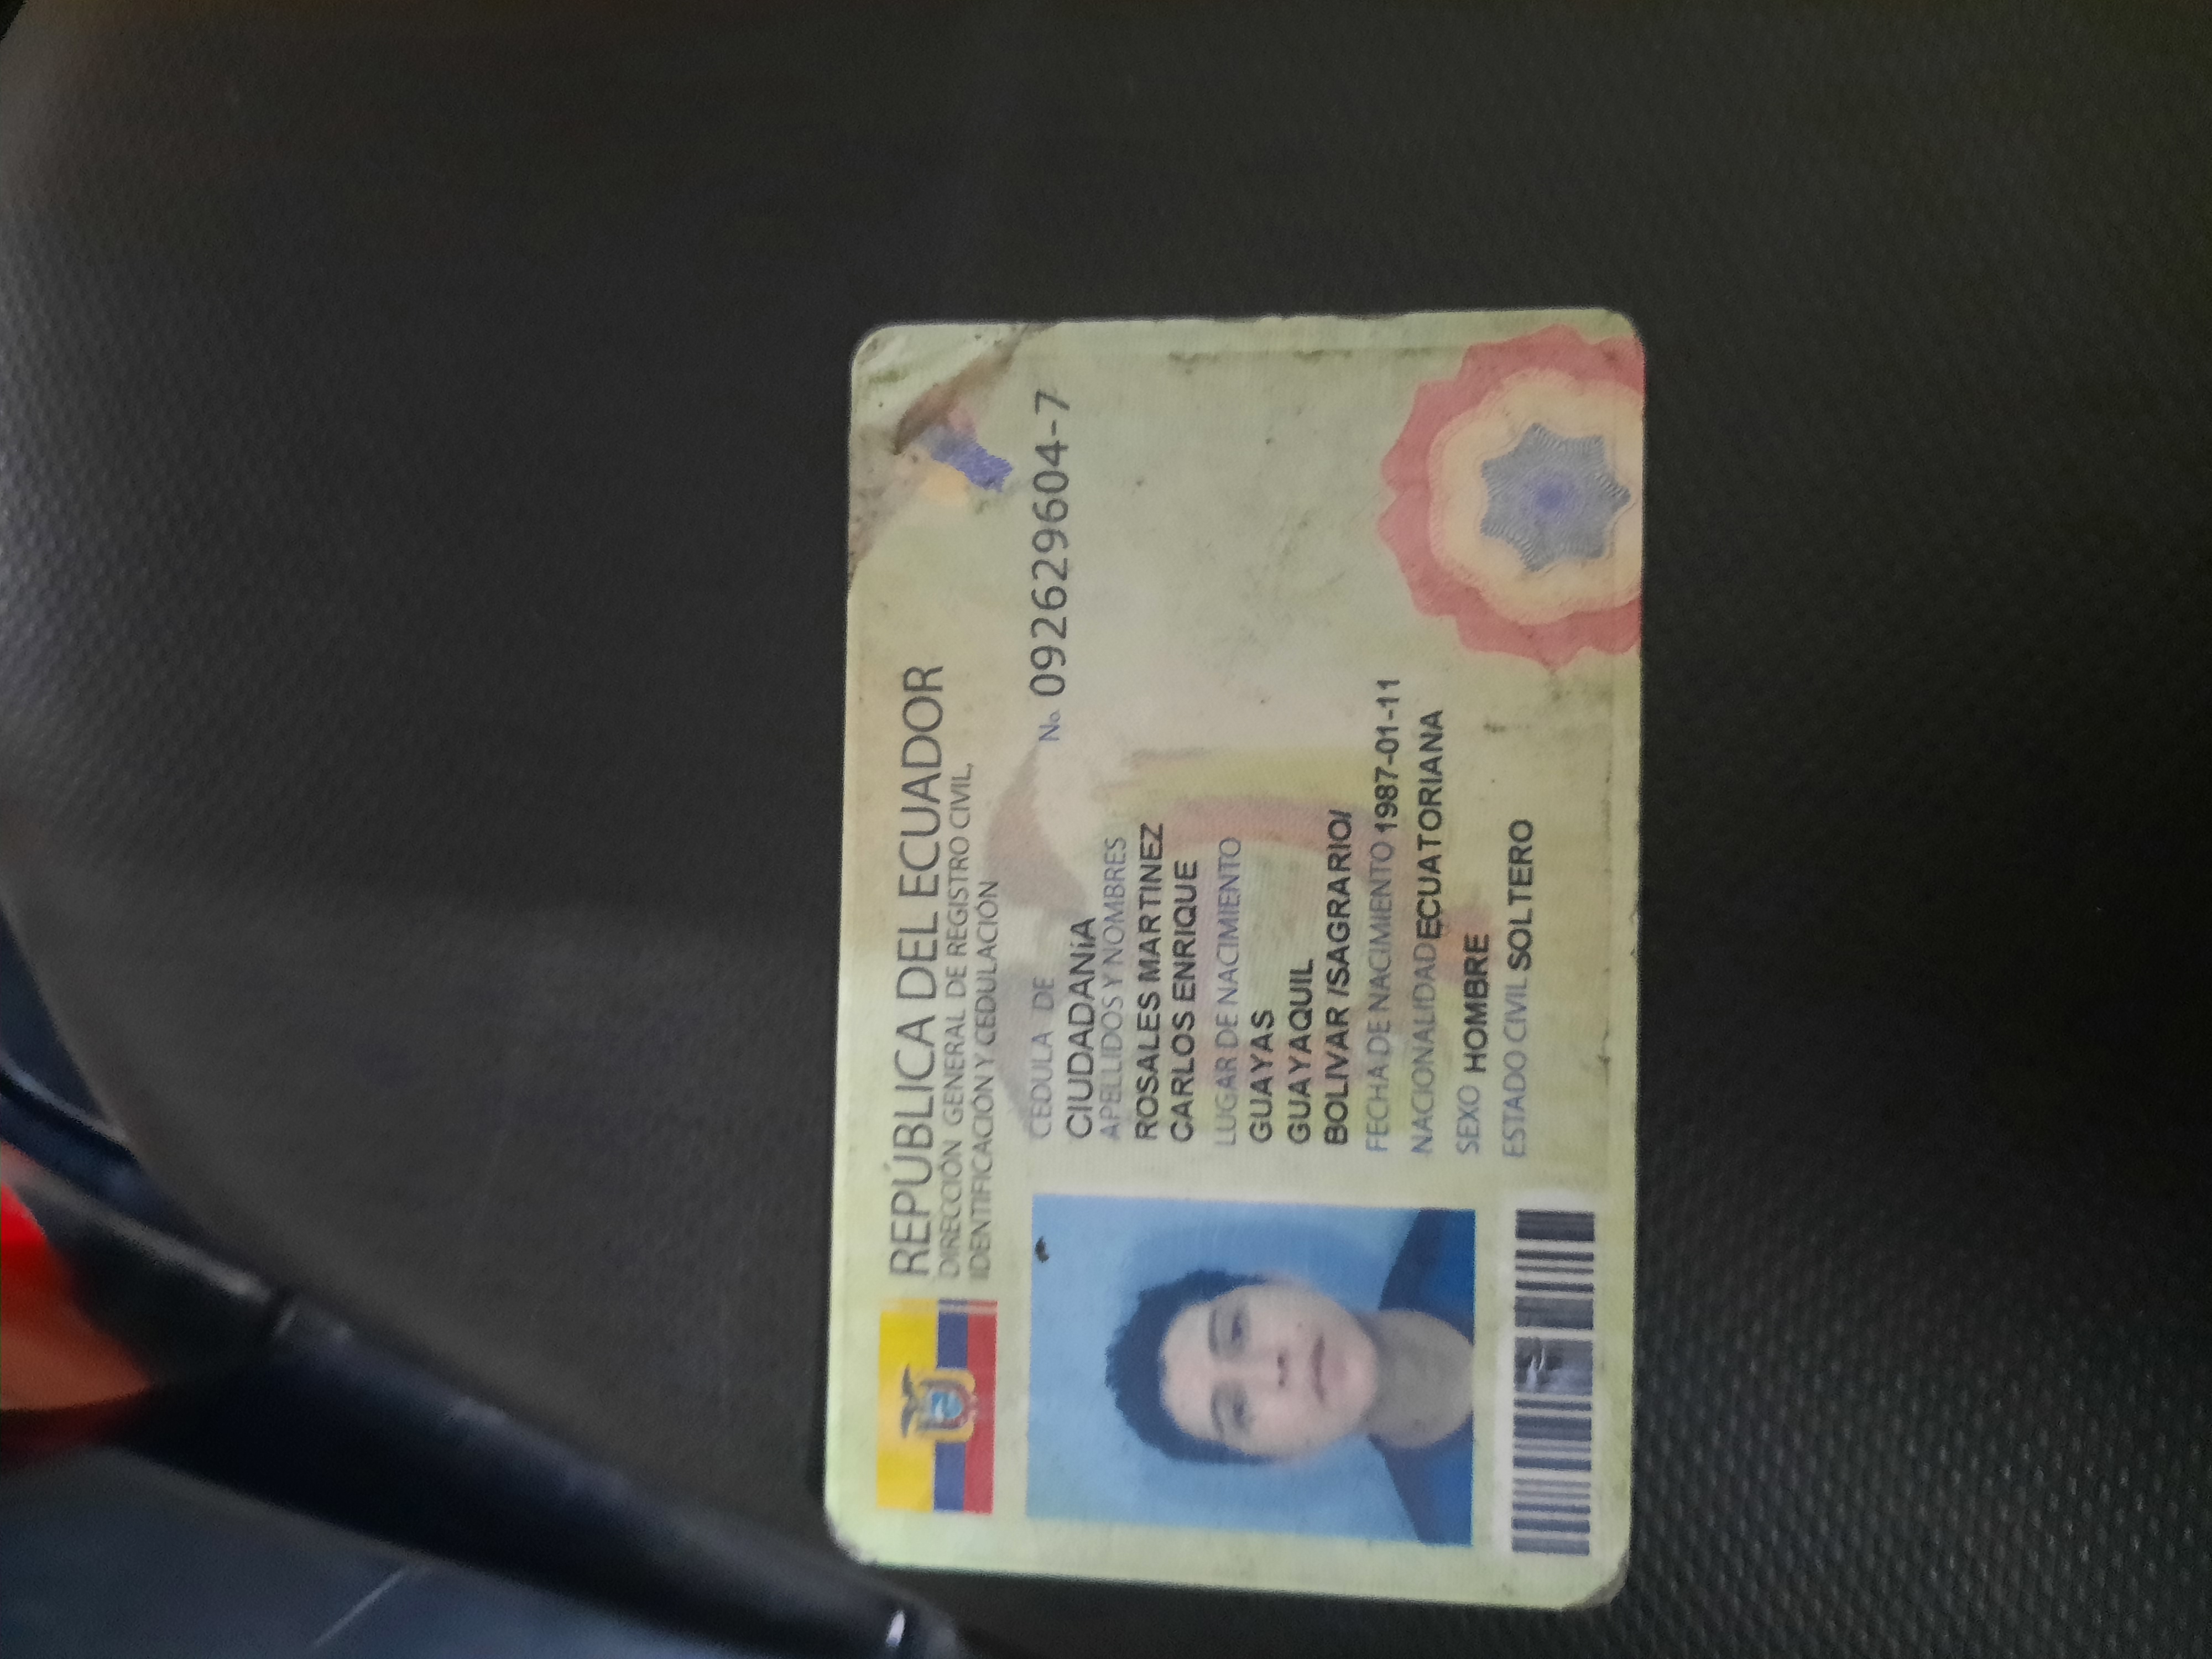 REPÚBLICA DEL ECUADOR
DIRECCIÓN GENERAL DE REGISTRO CIVIL,
IDENTIFICACIÓN Y CEDULACIÓN
CÉDULA DE No. 092629604-7
CIUDADANíA
APELLIDOS Y NOMBRES
ROSALES MARTINEZ
CARLOS ENRIQUE
LUGAR DE NACIMIENTO
GUAYAS
GUAYAQUIL
BOLIVAR /SAGRARIO/
FECHA DE NACIMIENTO 1987-01-11
NACIONALIDAD ECUATORIANA
SEXO HOMBRE
ESTADO CIVIL SOLTERO